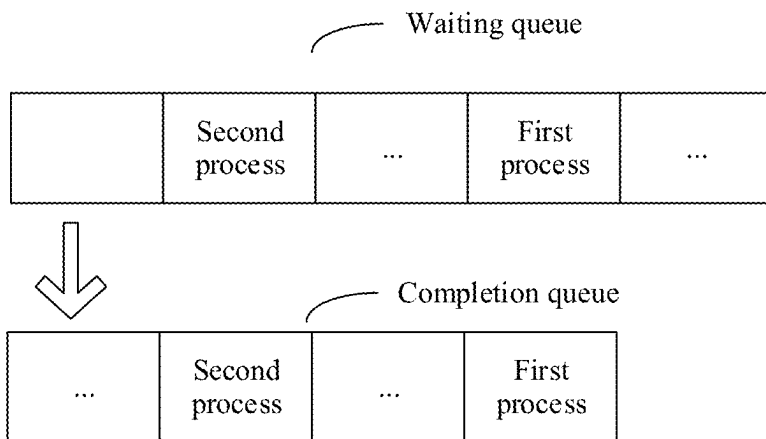 Waiting queue
Second
process
...
First
process
...
Completion queue
...
Second
process
...
First
process